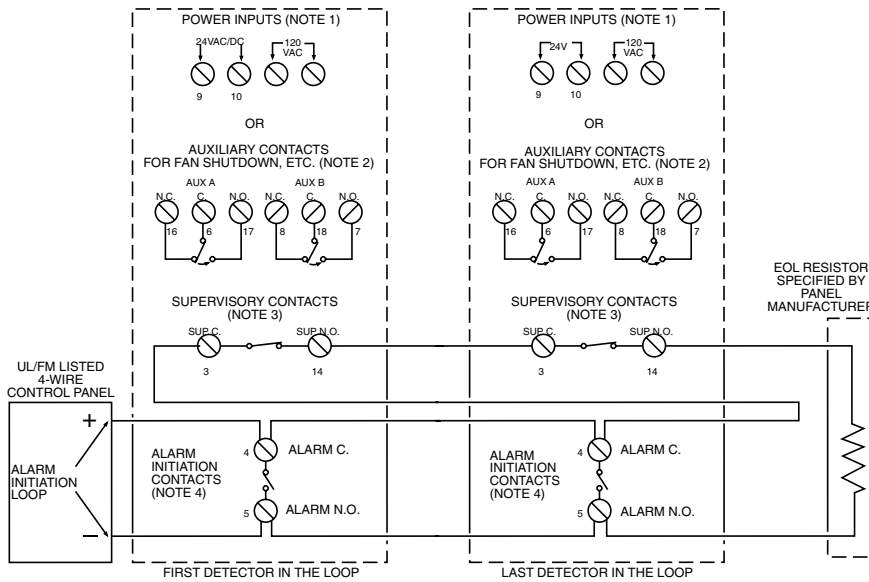 POWER INPUTS (NOTE 1)
24VAC/DC
120
VAC
9
10
OR
AUXILIARY CONTACTS
FOR FAN SHUTDOWN, ETC. (NOTE 2)
AUX A
AUX B
N.C.
C.
N.O.
N.C.
C.
N.O.
16
6
17
8
18
7
SUPERVISORY CONTACTS
(NOTE 3)
SUP C.
SUP N.O.
3
14
POWER INPUTS (NOTE 1)
24V
120
VAC
9
10
OR
AUXILIARY CONTACTS
FOR FAN SHUTDOWN, ETC. (NOTE 2)
AUX A
AUX B
N.C.
C.
N.O.
N.C.
C.
N.O.
16
6
17
8
18
7
SUPERVISORY CONTACTS
(NOTE 3)
SUP C.
SUP N.O.
3
14
EOL RESISTOR
SPECIFIED BY
PANEL
MANUFACTURER
UL/FM LISTED
4-WIRE
CONTROL PANEL
+
ALARM
INITIATION
LOOP
–
ALARM
INITIATION
CONTACTS
(NOTE 4)
4
ALARM C.
5
ALARM N.O.
ALARM
INITIATION
CONTACTS
(NOTE 4)
4
ALARM C.
5
ALARM N.O.
FIRST DETECTOR IN THE LOOP
LAST DETECTOR IN THE LOOP